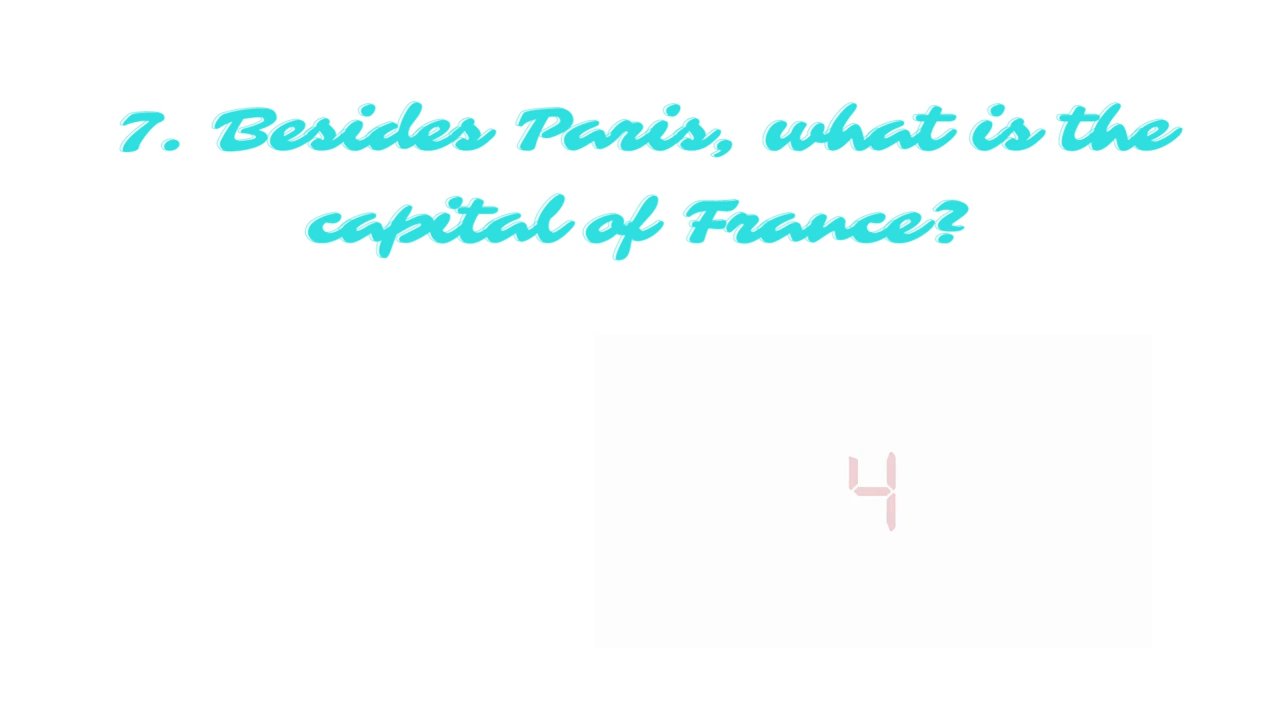 7. Besides Paris, what is the
capital of France?
4